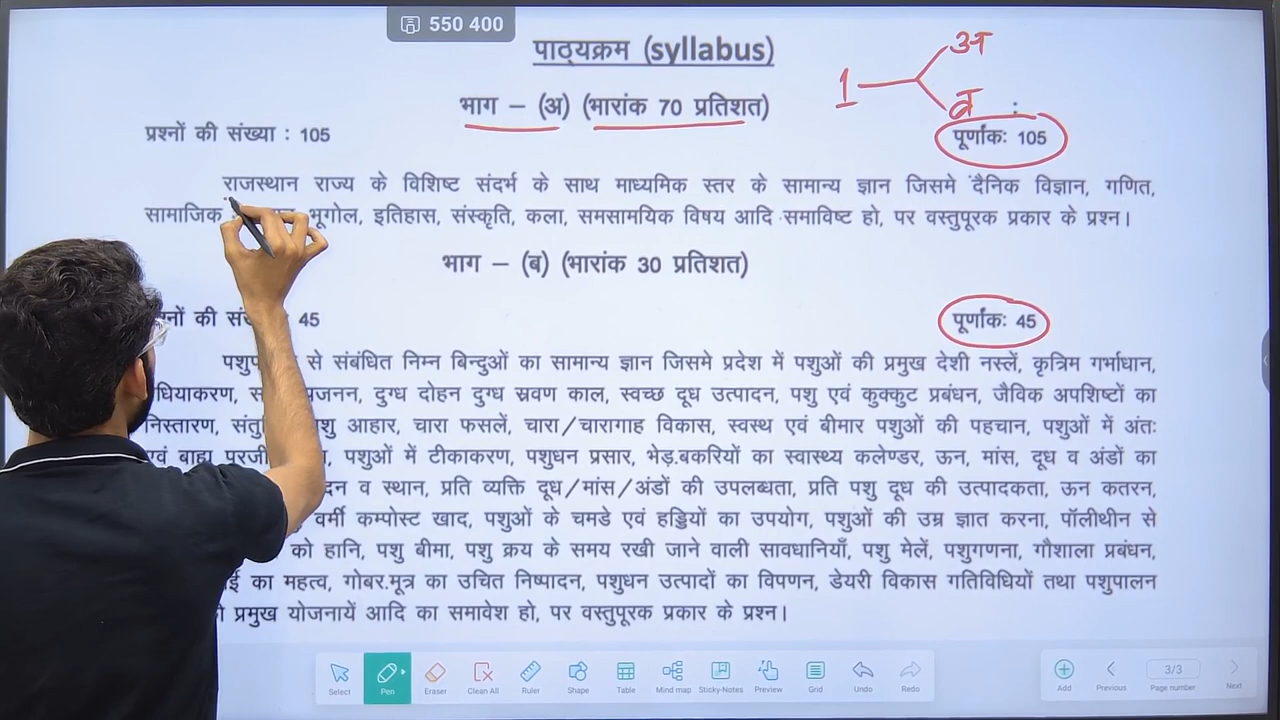 550 400
पाठ्यक्रम (syllabus)
1 अ ब
भाग – (अ) (भारांक 70 प्रतिशत)
प्रश्नों की संख्या : 105 पूर्णांकः 105
राजस्थान राज्य के विशिष्ट संदर्भ के साथ माध्यमिक स्तर के सामान्य ज्ञान जिसमे दैनिक विज्ञान, गणित,
सामाजिक भूगोल, इतिहास, संस्कृति, कला, समसामयिक विषय आदि समाविष्ट हो, पर वस्तुपूरक प्रकार के प्रश्न।
भाग – (ब) (भारांक 30 प्रतिशत)
की : 45 पूर्णांकः 45
से संबंधित निम्न बिन्दुओं का सामान्य ज्ञान जिसमे प्रदेश में पशुओं की प्रमुख देशी नस्लें, कृत्रिम गर्भाधान,
दुग्ध दोहन दुग्ध स्रवण काल, स्वच्छ दूध उत्पादन, पशु एवं कुक्कुट प्रबंधन, जैविक अपशिष्टों का
निस्तारण, आहार, चारा फसलें, चारा/चारागाह विकास, स्वस्थ एवं बीमार पशुओं की पहचान, पशुओं में अंतः
एवं बाह्य पशुओं में टीकाकरण, पशुधन प्रसार, भेड़.बकरियों का स्वास्थ्य कलेण्डर, ऊन, मांस, दूध व अंडों का
व स्थान, प्रति व्यक्ति दूध/मांस/अंडों की उपलब्धता, प्रति पशु दूध की उत्पादकता, ऊन कतरन,
वर्मी कम्पोस्ट खाद, पशुओं के चमडे एवं हड्डियों का उपयोग, पशुओं की उम्र ज्ञात करना, पॉलीथीन से
को हानि, पशु बीमा, पशु क्रय के समय रखी जाने वाली सावधानियाँ, पशु मेलें, पशुगणना, गौशाला प्रबंधन,
का महत्व, गोबर.मूत्र का उचित निष्पादन, पशुधन उत्पादों का विपणन, डेयरी विकास गतिविधियों तथा पशुपालन
प्रमुख योजनायें आदि का समावेश हो, पर वस्तुपूरक प्रकार के प्रश्न।
Select Pen Eraser Clean All Ruler Shape Table Mind map Sticky-Notes Preview Grid Undo Redo Add Previous 3/3 Page number Next